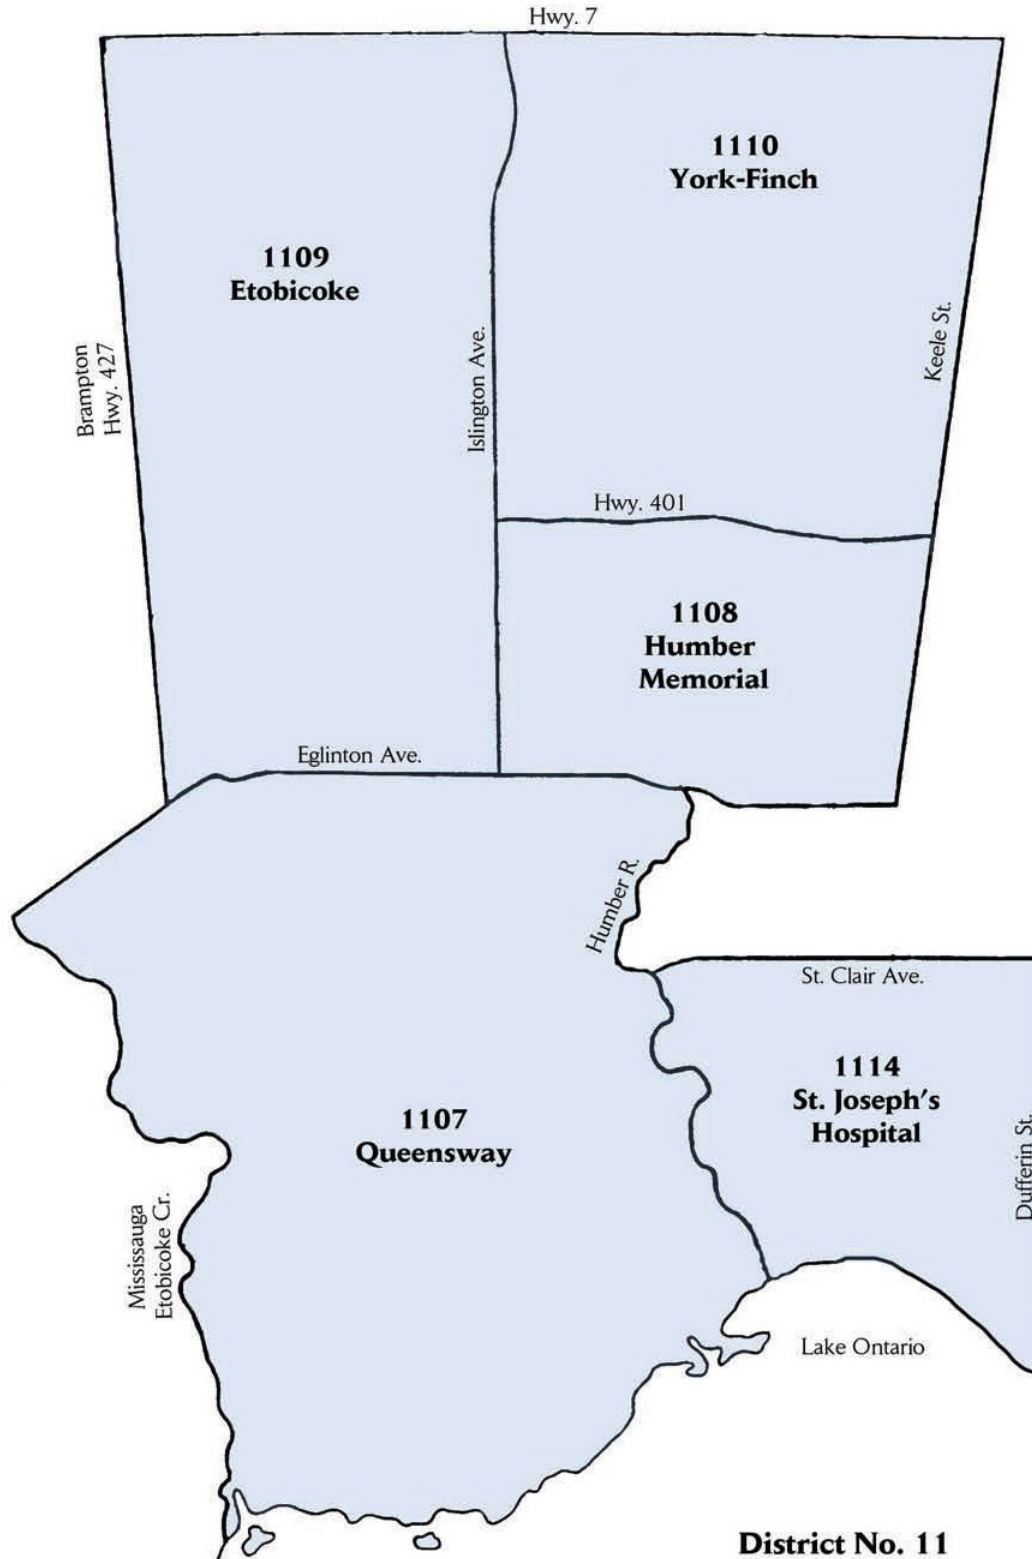 Hwy. 7
1110
York-Finch
1109
Etobicoke
Brampton
Hwy. 427
Islington Ave.
Keele St.
Hwy. 401
1108
Humber
Memorial
Eglinton Ave.
Humber R.
St. Clair Ave.
1114
St. Joseph's
Hospital
Dufferin St.
1107
Queensway
Mississauga
Etobicoke Cr.
Lake Ontario
District No. 11